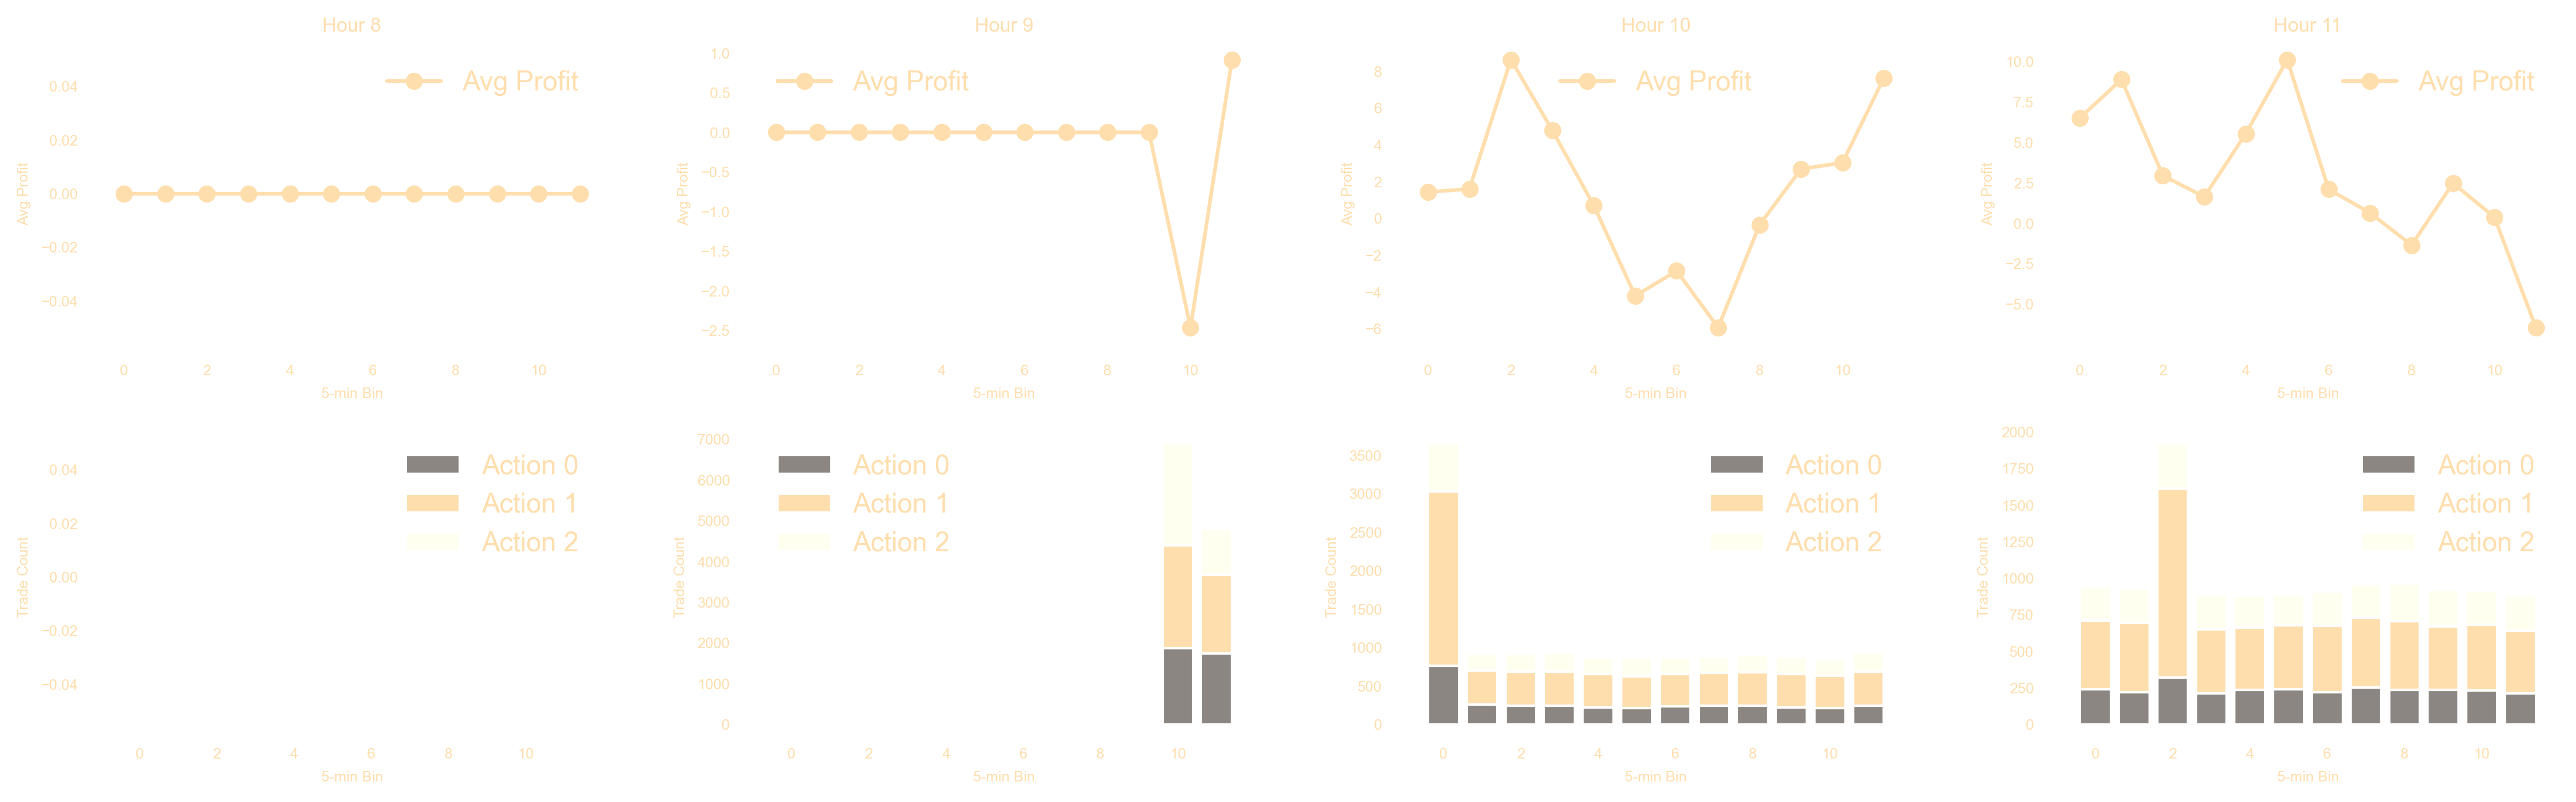 Hour 8
Avg Profit
0.04
0.02
0.00
−0.02
−0.04
Avg Profit
0 2 4 6 8 10
5-min Bin
Hour 9
Avg Profit
1.0
0.5
0.0
−0.5
−1.0
−1.5
−2.0
−2.5
Avg Profit
0 2 4 6 8 10
5-min Bin
Hour 10
Avg Profit
8
6
4
2
0
−2
−4
−6
Avg Profit
0 2 4 6 8 10
5-min Bin
Hour 11
Avg Profit
10.0
7.5
5.0
2.5
0.0
−2.5
−5.0
Avg Profit
0 2 4 6 8 10
5-min Bin
Trade Count
0.04
0.02
0.00
−0.02
−0.04
Action 0
Action 1
Action 2
0 2 4 6 8 10
5-min Bin
Trade Count
7000
6000
5000
4000
3000
2000
1000
0
Action 0
Action 1
Action 2
0 2 4 6 8 10
5-min Bin
Trade Count
3500
3000
2500
2000
1500
1000
500
0
Action 0
Action 1
Action 2
0 2 4 6 8 10
5-min Bin
Trade Count
2000
1750
1500
1250
1000
750
500
250
0
Action 0
Action 1
Action 2
0 2 4 6 8 10
5-min Bin